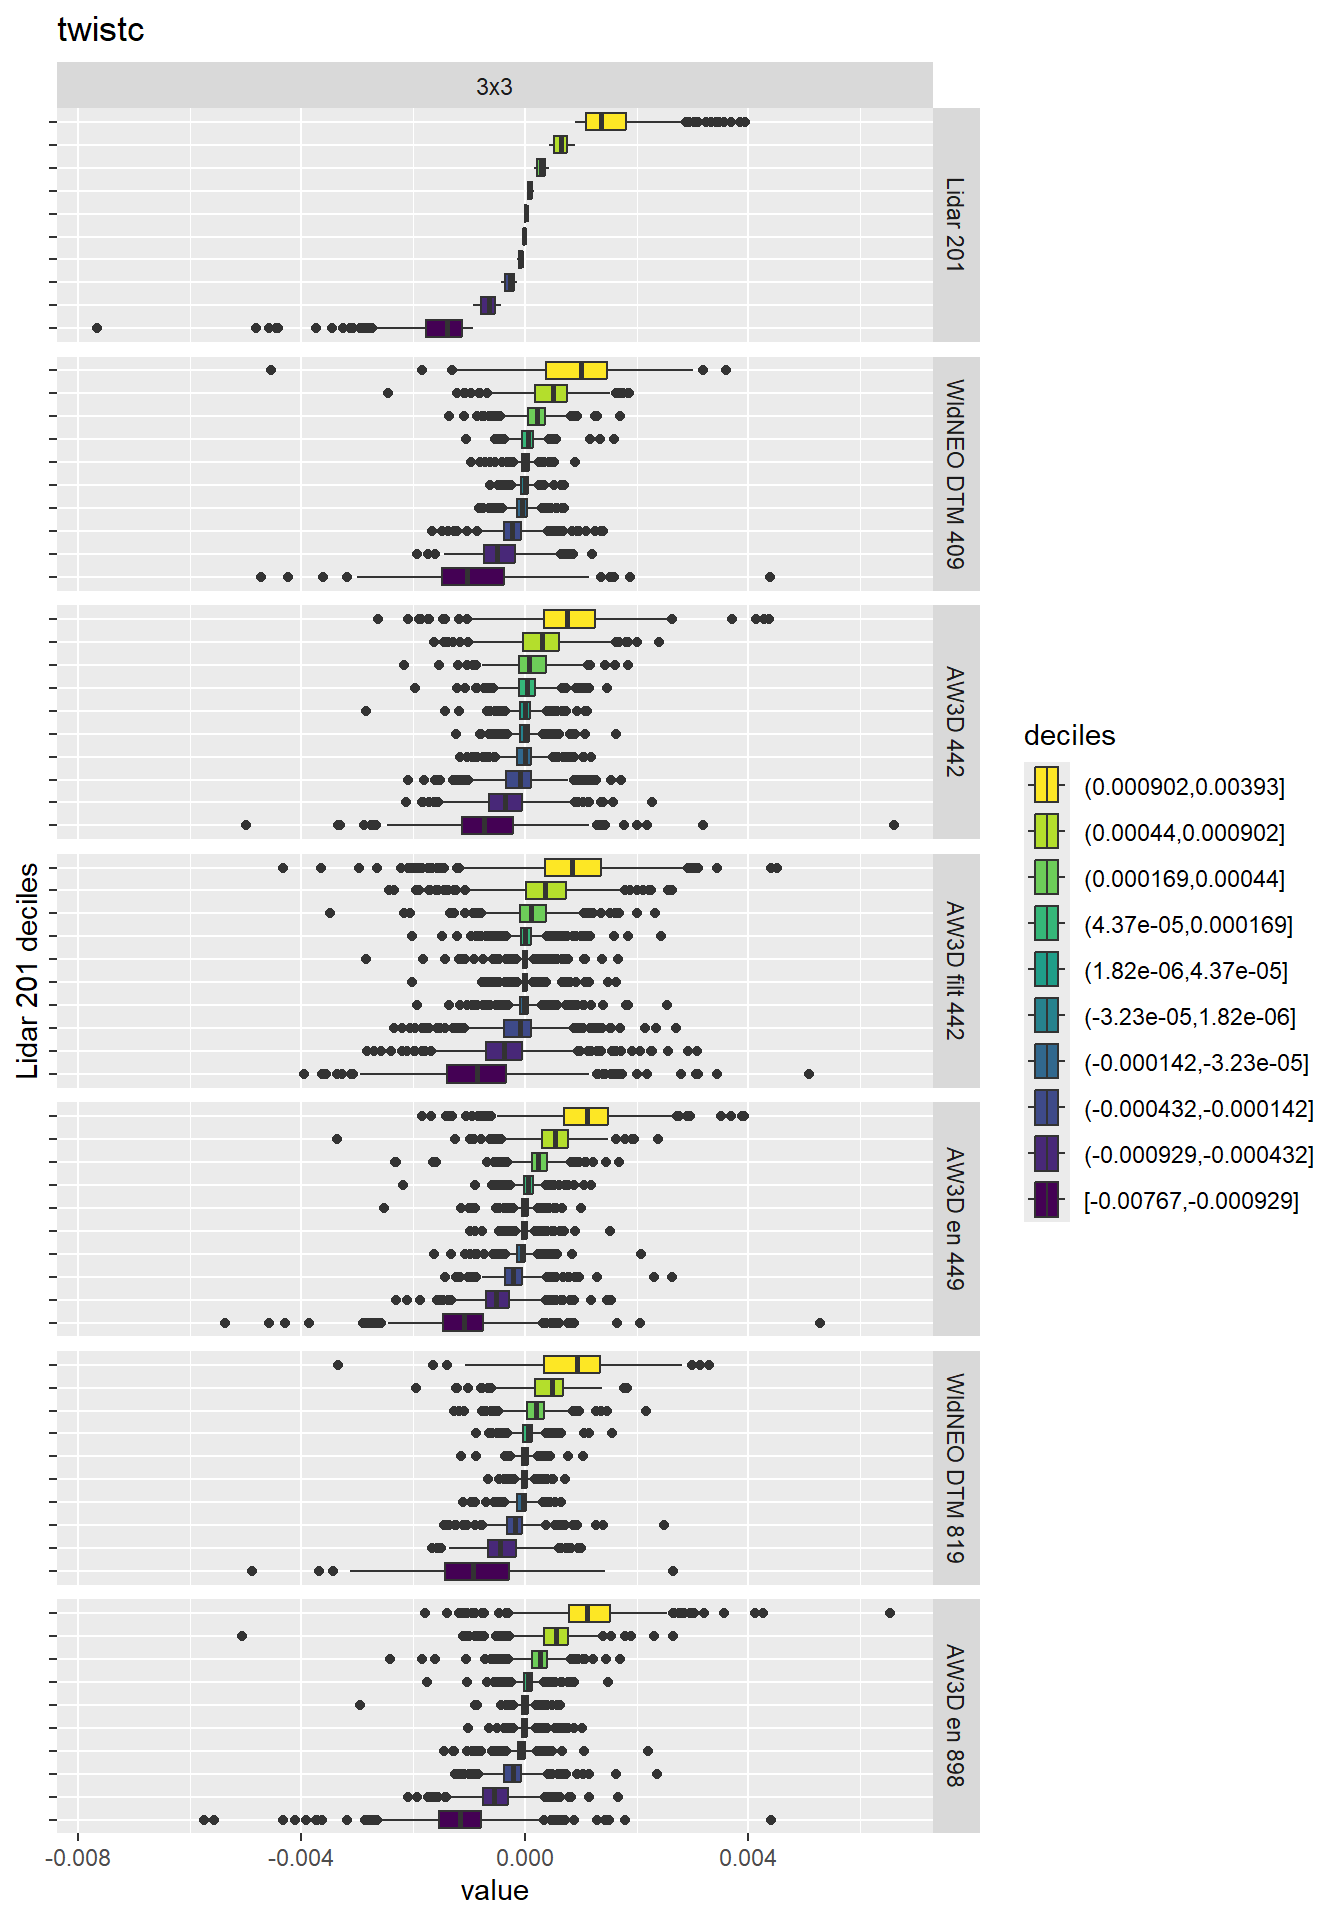 twistc
3x3
Lidar 201
WldNEO DTM 409
AW3D 442
AW3D filt 442
AW3D en 449
WldNEO DTM 819
AW3D en 898
Lidar 201 deciles
-0.008
-0.004
0.000
0.004
value
deciles
(0.000902,0.00393]
(0.00044,0.000902]
(0.000169,0.00044]
(4.37e-05,0.000169]
(1.82e-06,4.37e-05]
(-3.23e-05,1.82e-06]
(-0.000142,-3.23e-05]
(-0.000432,-0.000142]
(-0.000929,-0.000432]
[-0.00767,-0.000929]